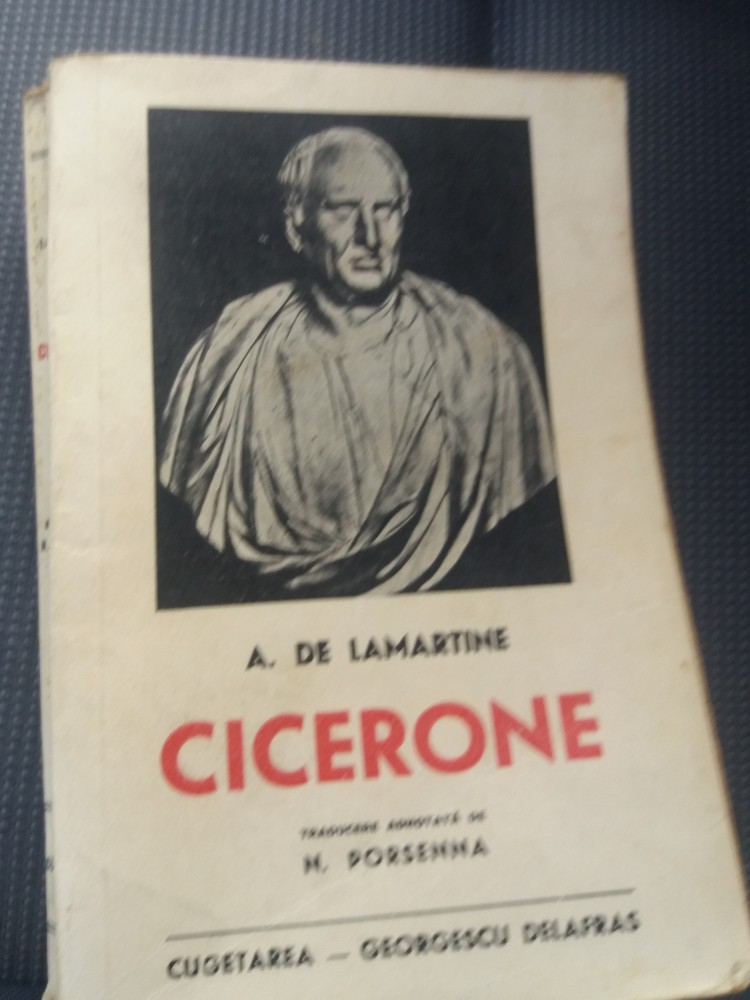 A. DE LAMARTINE
CICERONE
TRADUCERE ADNOTATĂ DE
N. PORSENNA
CUGETAREA — GEORGESCU DELAFRAS